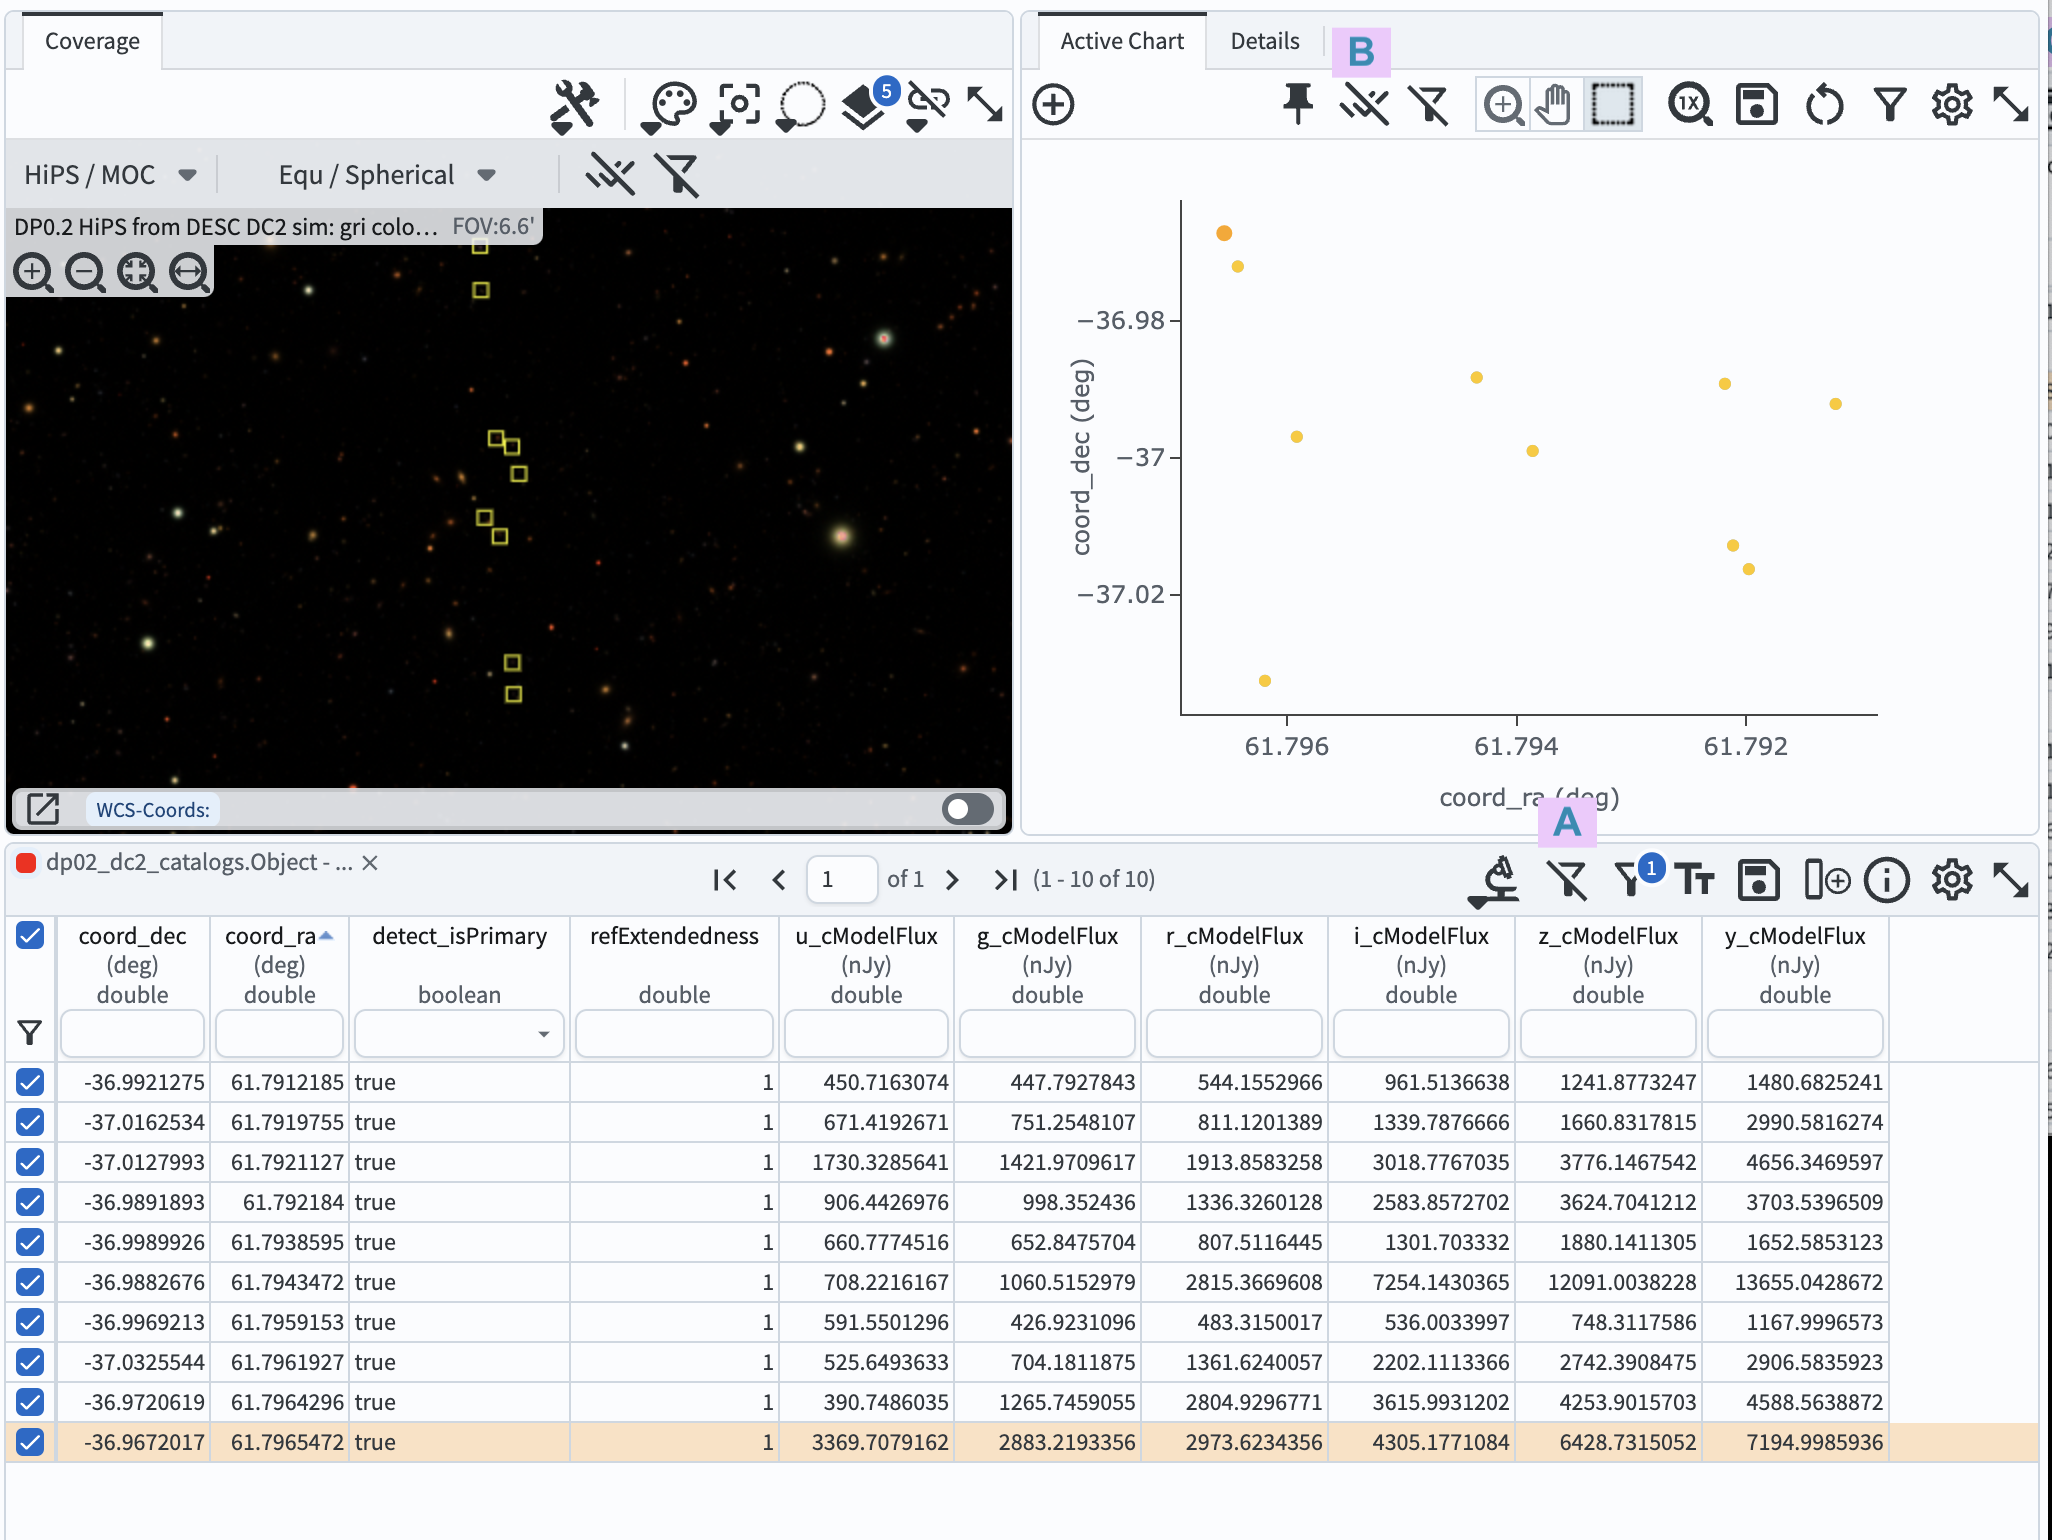 Coverage
5
HiPS / MOC Equ / Spherical
DP0.2 HiPS from DESC DC2 sim: gri colo... FOV:6.6'
WCS-Coords:
Active Chart Details B
1X
−36.98
−37
−37.02
coord_dec (deg)
61.796 61.794 61.792
coord_ra (deg)
A
dp02_dc2_catalogs.Object - ... 1 of 1 (1 - 10 of 10) 1
coord_dec coord_ra detect_isPrimary refExtendedness u_cModelFlux g_cModelFlux r_cModelFlux i_cModelFlux z_cModelFlux y_cModelFlux
(deg) (deg) (nJy) (nJy) (nJy) (nJy) (nJy) (nJy)
double double boolean double double double double double double double
-36.9921275 61.7912185 true 1 450.7163074 447.7927843 544.1552966 961.5136638 1241.8773247 1480.6825241
-37.0162534 61.7919755 true 1 671.4192671 751.2548107 811.1201389 1339.7876666 1660.8317815 2990.5816274
-37.0127993 61.7921127 true 1 1730.3285641 1421.9709617 1913.8583258 3018.7767035 3776.1467542 4656.3469597
-36.9891893 61.792184 true 1 906.4426976 998.352436 1336.3260128 2583.8572702 3624.7041212 3703.5396509
-36.9989926 61.7938595 true 1 660.7774516 652.8475704 807.5116445 1301.703332 1880.1411305 1652.5853123
-36.9882676 61.7943472 true 1 708.2216167 1060.5152979 2815.3669608 7254.1430365 12091.0038228 13655.0428672
-36.9969213 61.7959153 true 1 591.5501296 426.9231096 483.3150017 536.0033997 748.3117586 1167.9996573
-37.0325544 61.7961927 true 1 525.6493633 704.1811875 1361.6240057 2202.1113366 2742.3908475 2906.5835923
-36.9720619 61.7964296 true 1 390.7486035 1265.7459055 2804.9296771 3615.9931202 4253.9015703 4588.5638872
-36.9672017 61.7965472 true 1 3369.7079162 2883.2193356 2973.6234356 4305.1771084 6428.7315052 7194.9985936